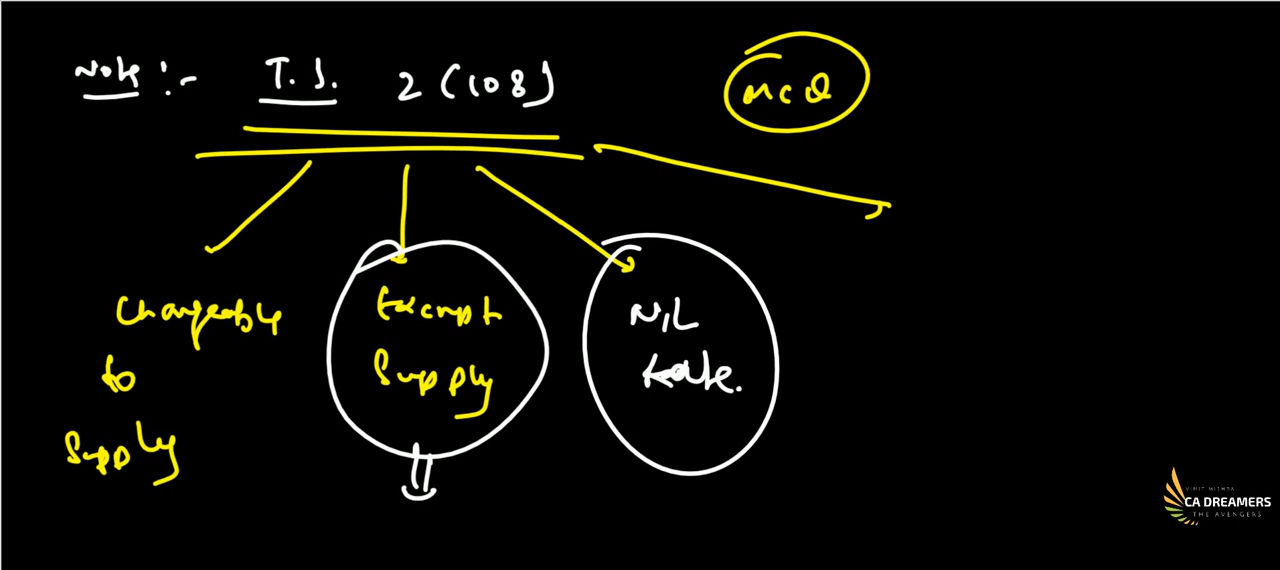 Note :-
T.S. 2(108)
MCQ
Chargeable
to
Supply
Exempt
Supply
NIL
Rate.
VINIT MISHRA
CA DREAMERS
THE AVENGERS